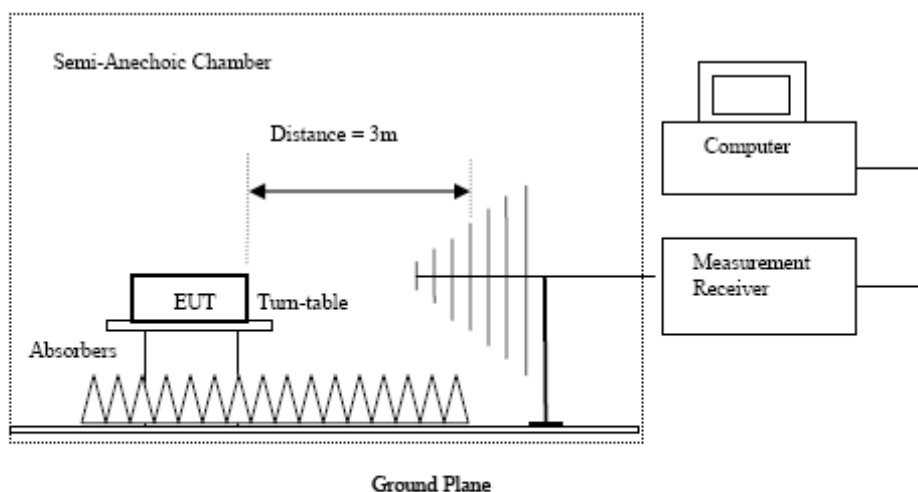 Semi-Anechoic Chamber
Distance = 3m
Computer
Measurement
Receiver
EUT
Turn-table
Absorbers
Ground Plane